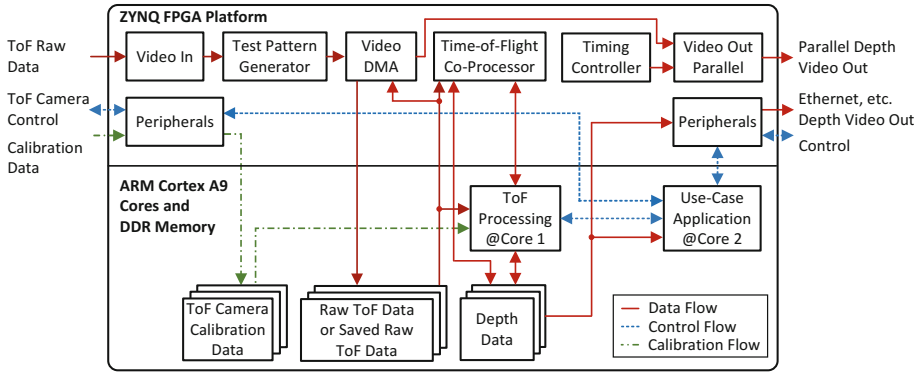 ZYNQ FPGA Platform
ToF Raw
Data
Video In
Test Pattern
Generator
Video
DMA
Time-of-Flight
Co-Processor
Timing
Controller
Video Out
Parallel
Parallel Depth
Video Out
ToF Camera
Control
Calibration
Data
Peripherals
Peripherals
Ethernet, etc.
Depth Video Out
Control
ARM Cortex A9
Cores and
DDR Memory
ToF
Processing
@Core 1
Use-Case
Application
@Core 2
ToF Camera
Calibration
Data
Raw ToF Data
or Saved Raw
ToF Data
Depth
Data
Data Flow
Control Flow
Calibration Flow